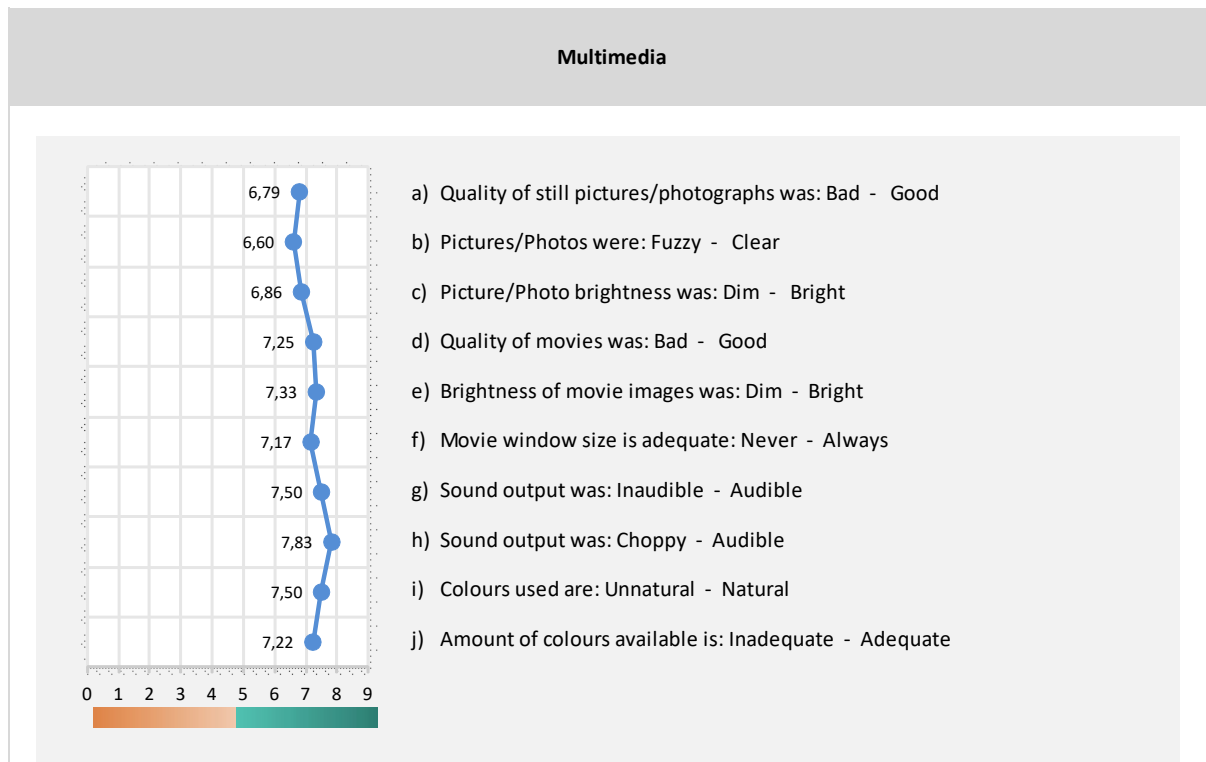 Multimedia
6,79 a) Quality of still pictures/photographs was: Bad - Good
6,60 b) Pictures/Photos were: Fuzzy - Clear
6,86 c) Picture/Photo brightness was: Dim - Bright
7,25 d) Quality of movies was: Bad - Good
7,33 e) Brightness of movie images was: Dim - Bright
7,17 f) Movie window size is adequate: Never - Always
7,50 g) Sound output was: Inaudible - Audible
7,83 h) Sound output was: Choppy - Audible
7,50 i) Colours used are: Unnatural - Natural
7,22 j) Amount of colours available is: Inadequate - Adequate
0 1 2 3 4 5 6 7 8 9